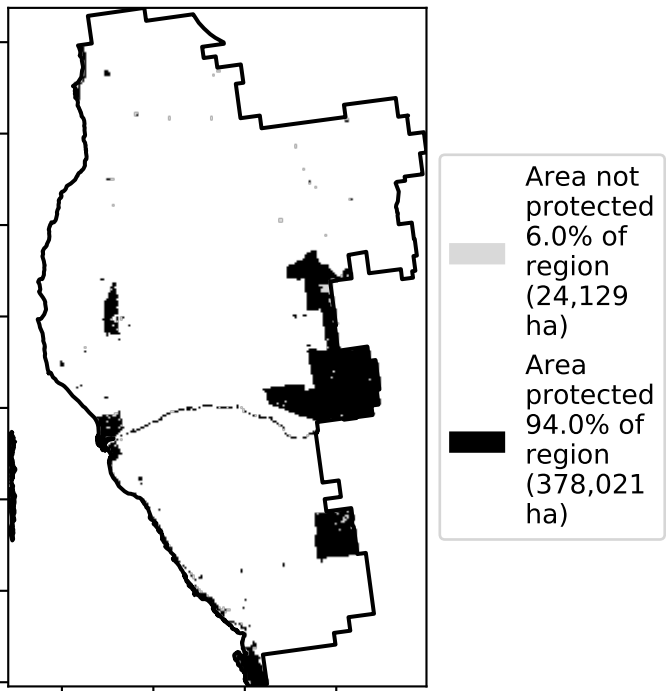 Area not
protected
6.0% of
region
(24,129
ha)
Area
protected
94.0% of
region
(378,021
ha)